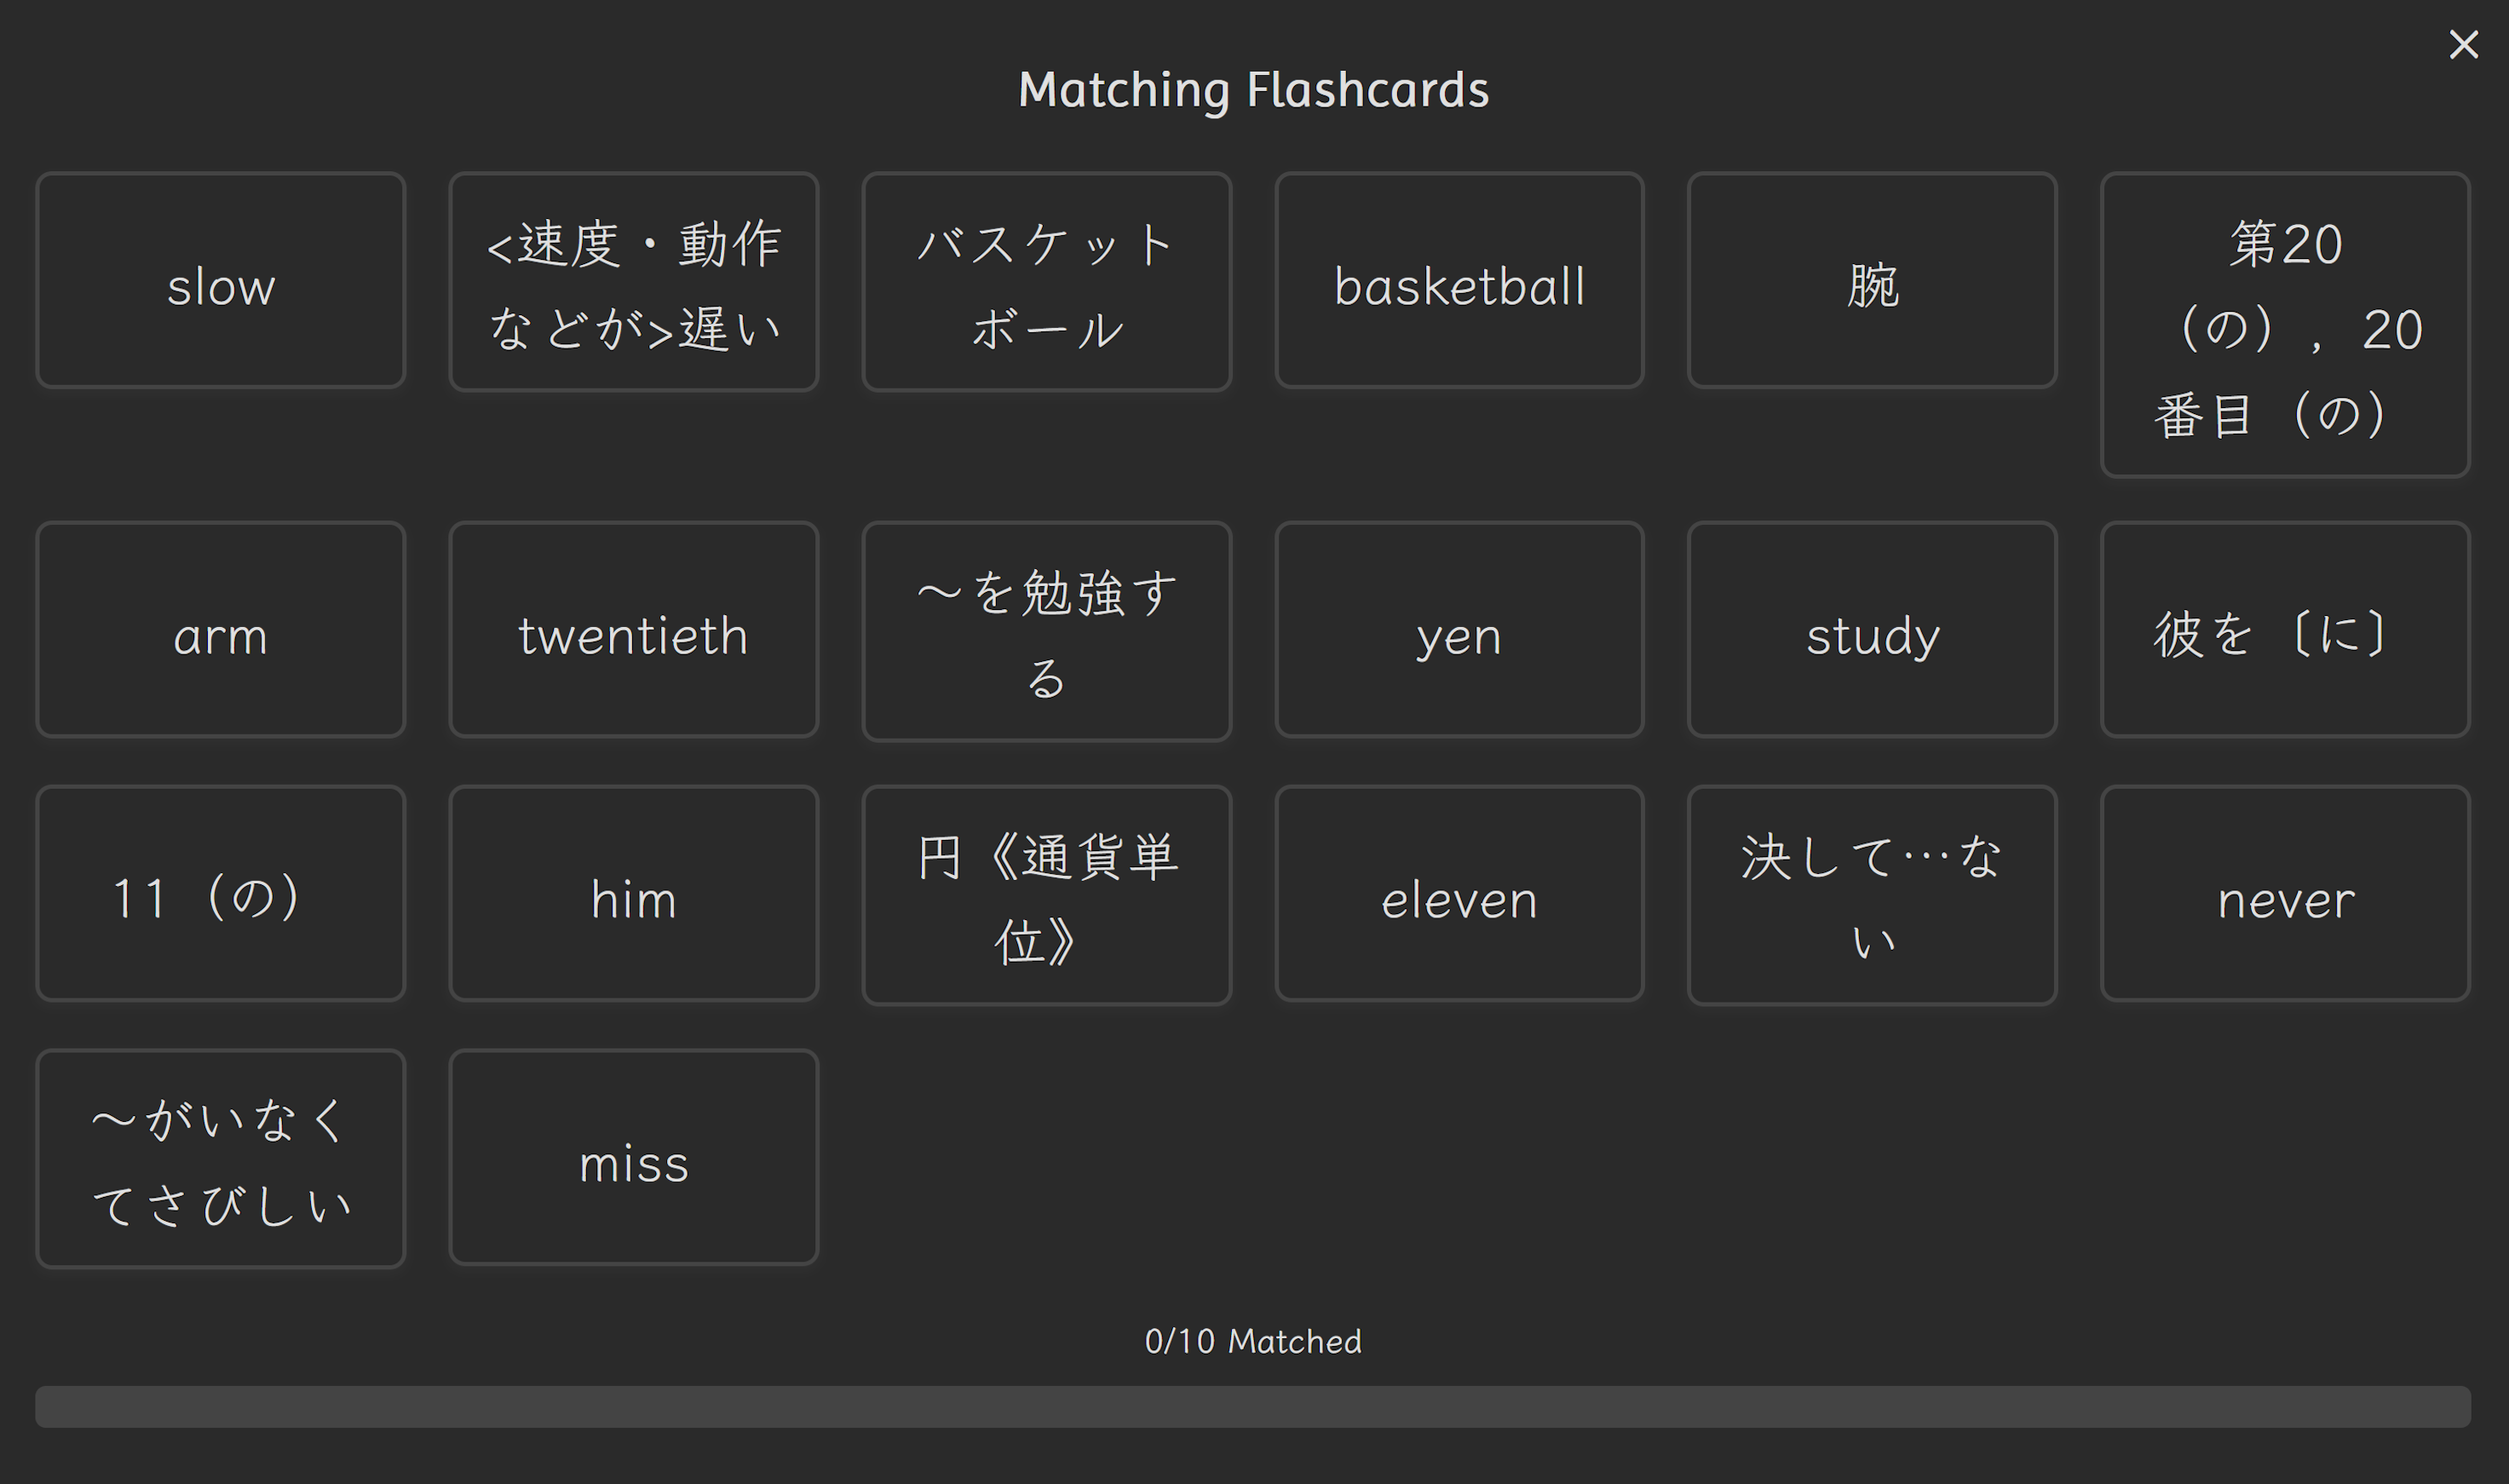 Matching Flashcards
slow
<速度・動作
などが>遅い
バスケット
ボール
basketball
腕
第20
（の）, 20
番目（の）
arm
twentieth
～を勉強す
る
yen
study
彼を〔に〕
11（の）
him
円《通貨単
位》
eleven
決して…な
い
never
～がいなく
てさびしい
miss
0/10 Matched